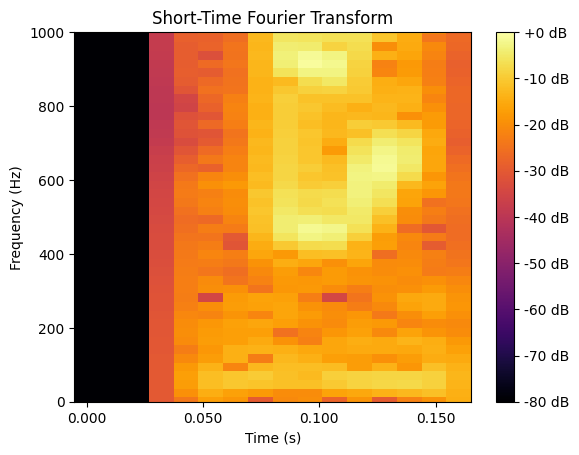 Short-Time Fourier Transform
Frequency (Hz)
1000
800
600
400
200
0
0.000
0.050
0.100
0.150
Time (s)
+0 dB
-10 dB
-20 dB
-30 dB
-40 dB
-50 dB
-60 dB
-70 dB
-80 dB